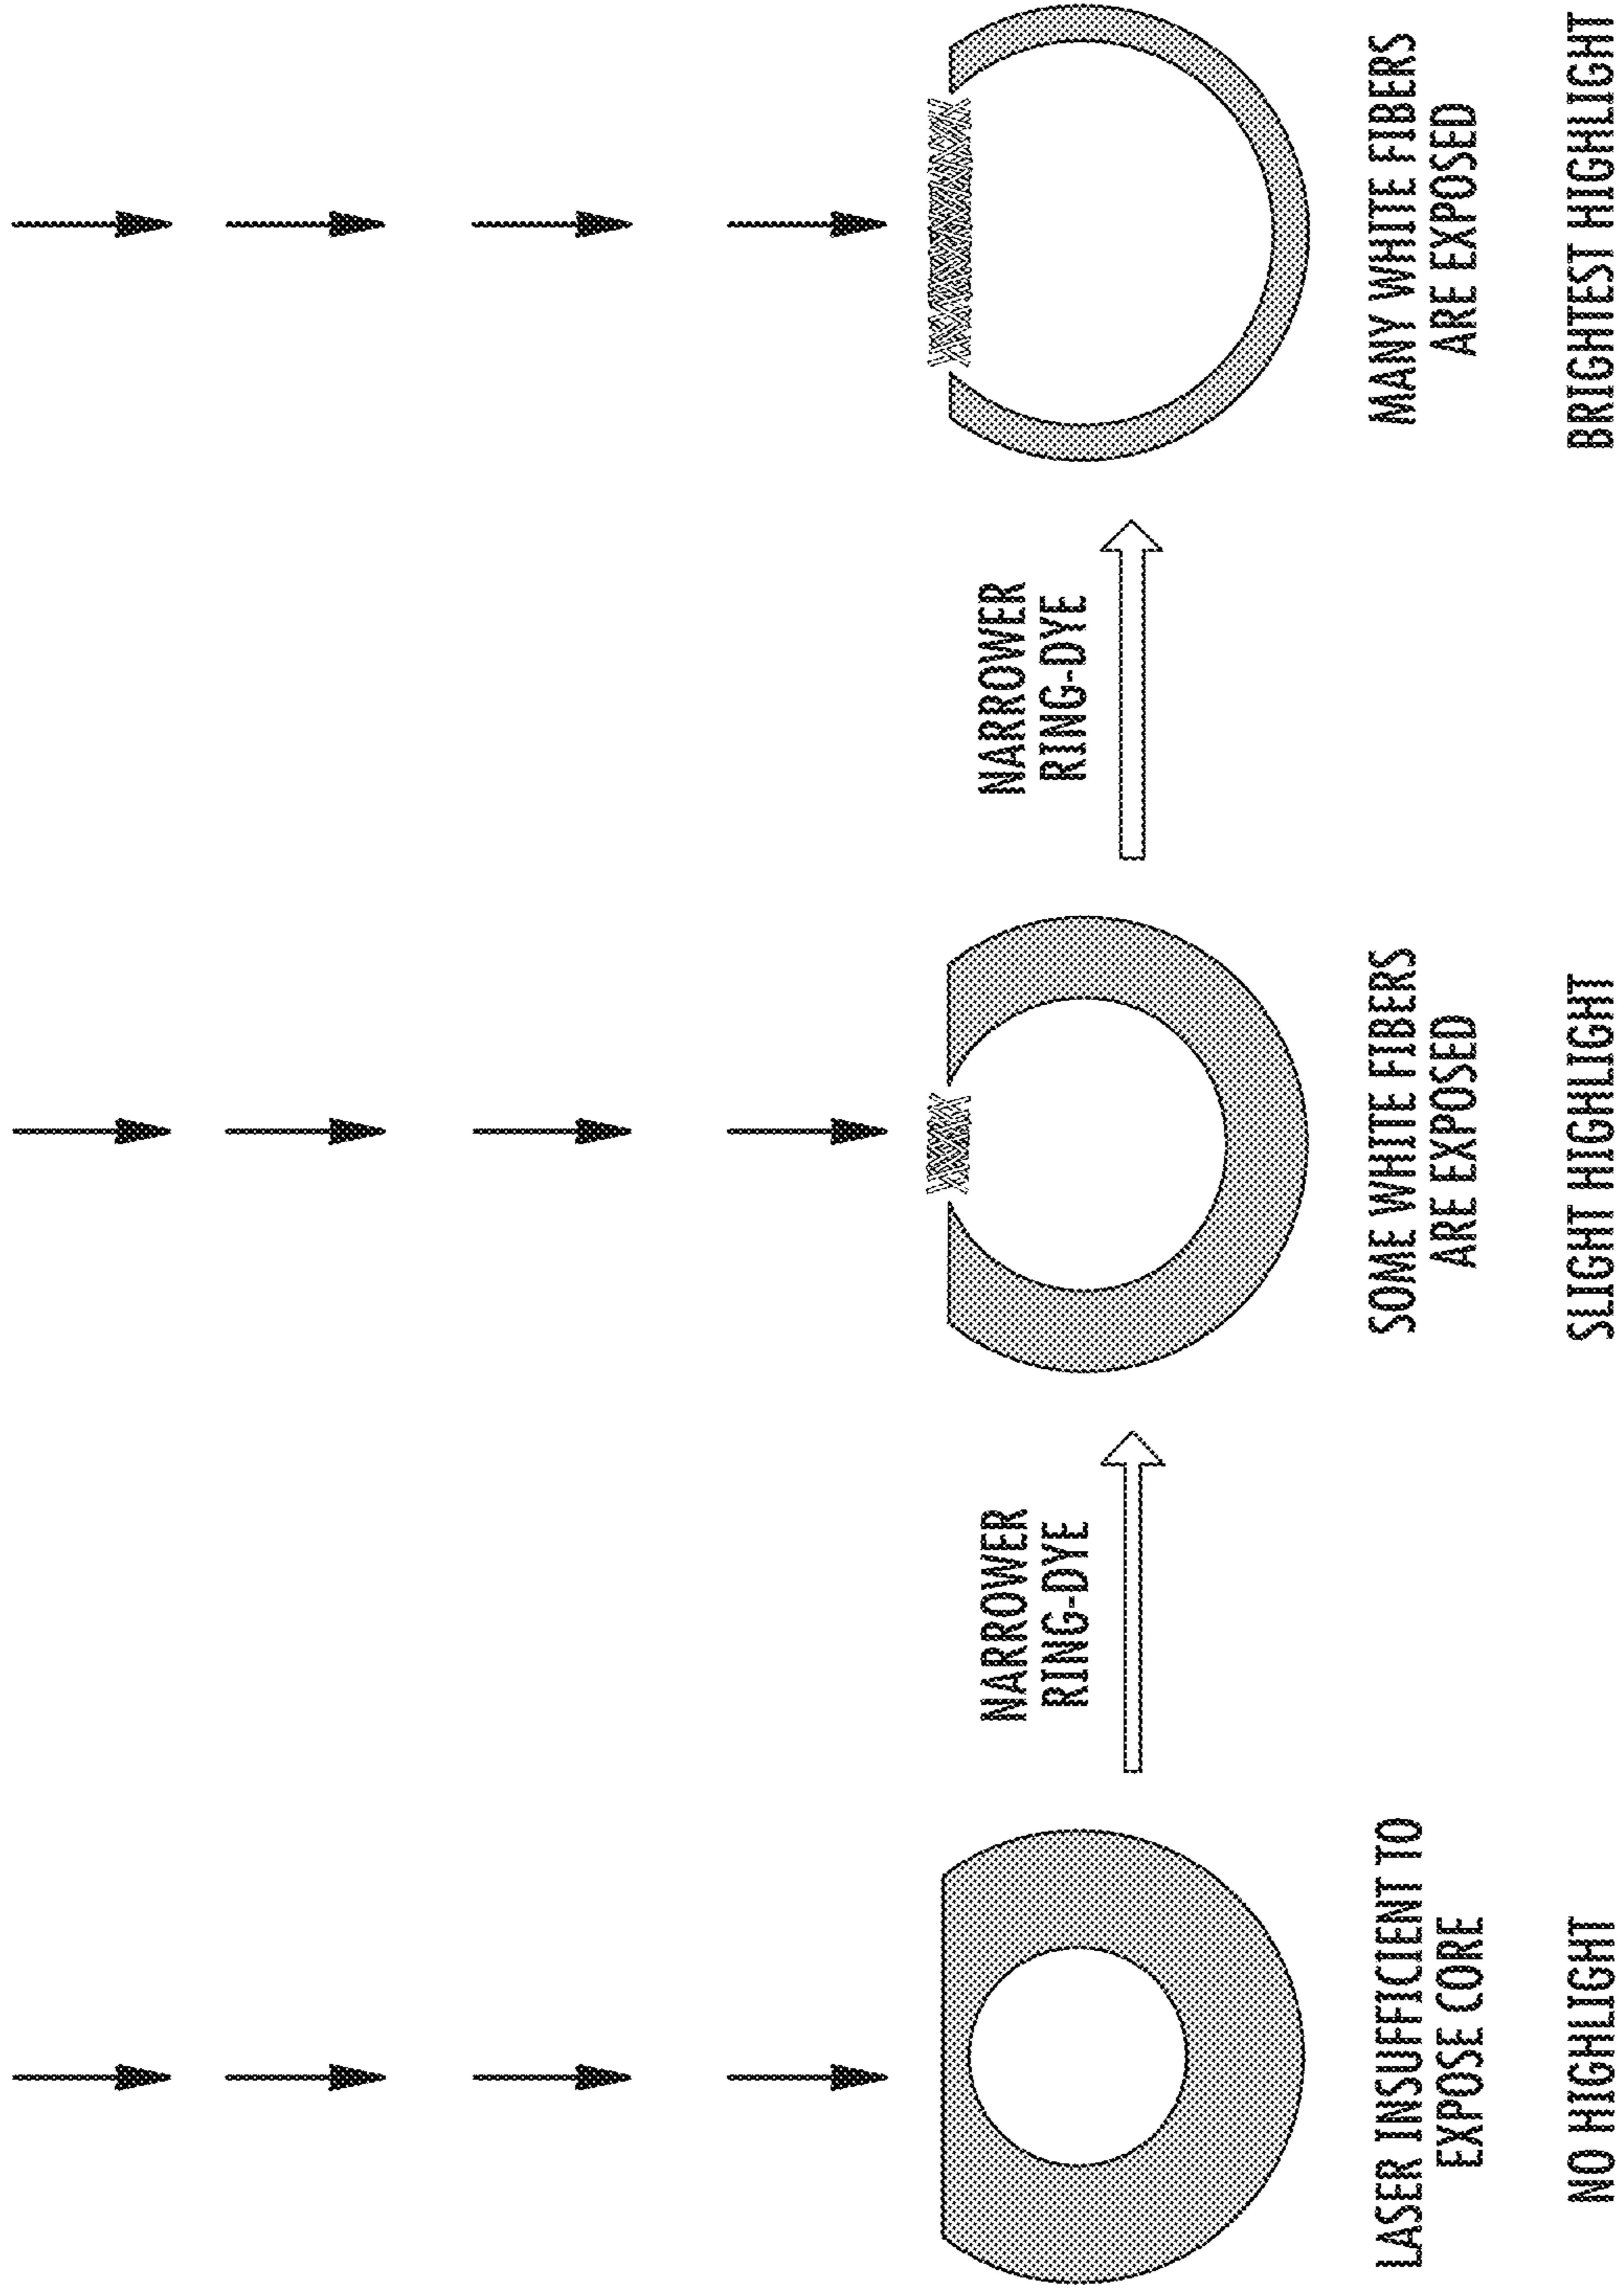 NARROWER
RING-DYE
NARROWER
RING-DYE
LASER INSUFFICIENT TO
EXPOSE CORE
SOME WHITE FIBERS
ARE EXPOSED
MANY WHITE FIBERS
ARE EXPOSED
NO HIGHLIGHT
SLIGHT HIGHLIGHT
BRIGHTEST HIGHLIGHT